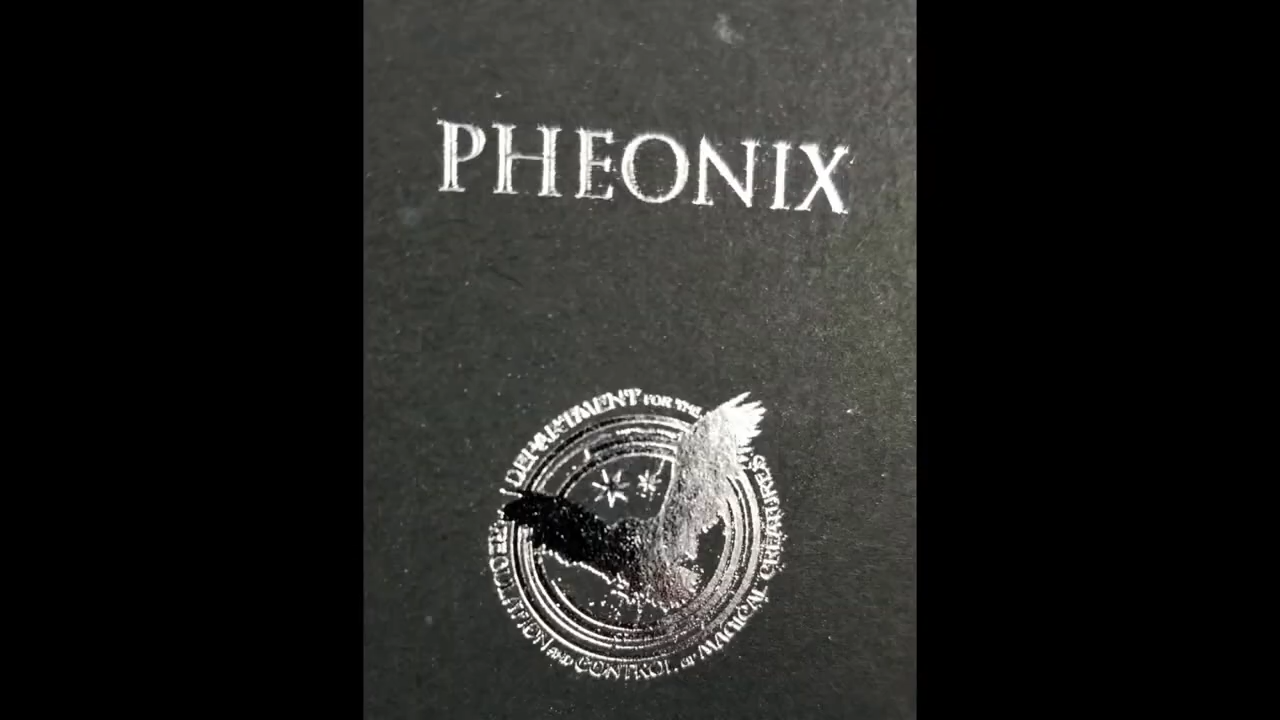 PHEONIX
DEPARTMENT FOR THE
REGULATION AND CONTROL OF MAGICAL CREATURES